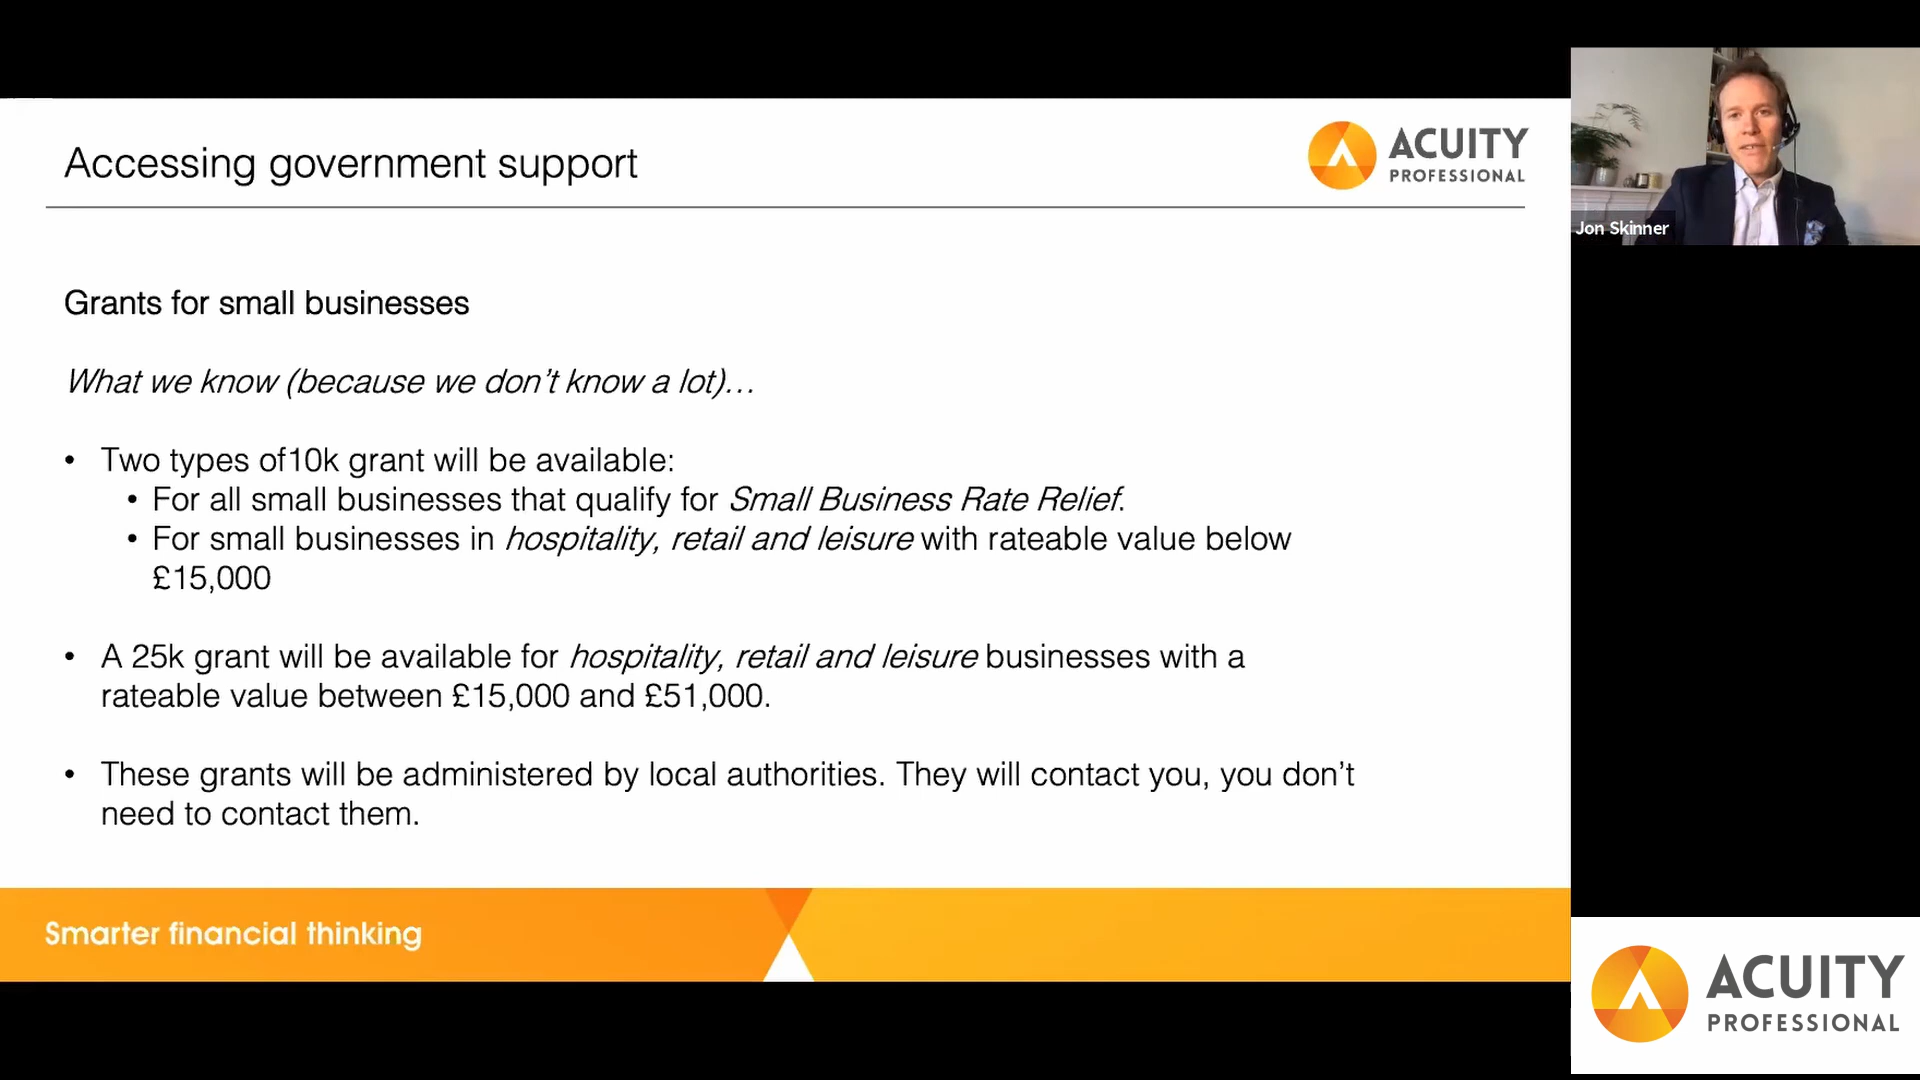 Accessing government support
ACUITY
PROFESSIONAL
Jon Skinner
Grants for small businesses
What we know (because we don’t know a lot)…
• Two types of10k grant will be available:
• For all small businesses that qualify for Small Business Rate Relief.
• For small businesses in hospitality, retail and leisure with rateable value below
£15,000
• A 25k grant will be available for hospitality, retail and leisure businesses with a
rateable value between £15,000 and £51,000.
• These grants will be administered by local authorities. They will contact you, you don’t
need to contact them.
Smarter financial thinking
ACUITY
PROFESSIONAL